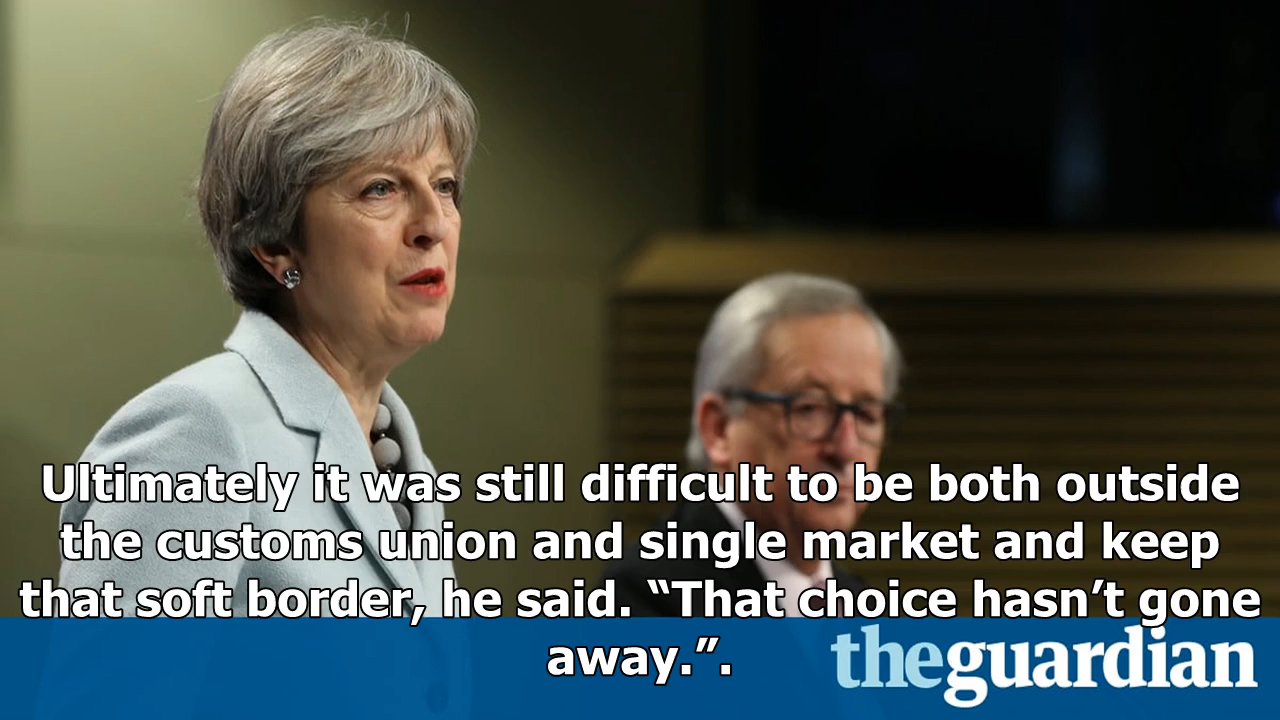 Ultimately it was still difficult to be both outside
the customs union and single market and keep
that soft border, he said. “That choice hasn’t gone
away.”.
theguardian